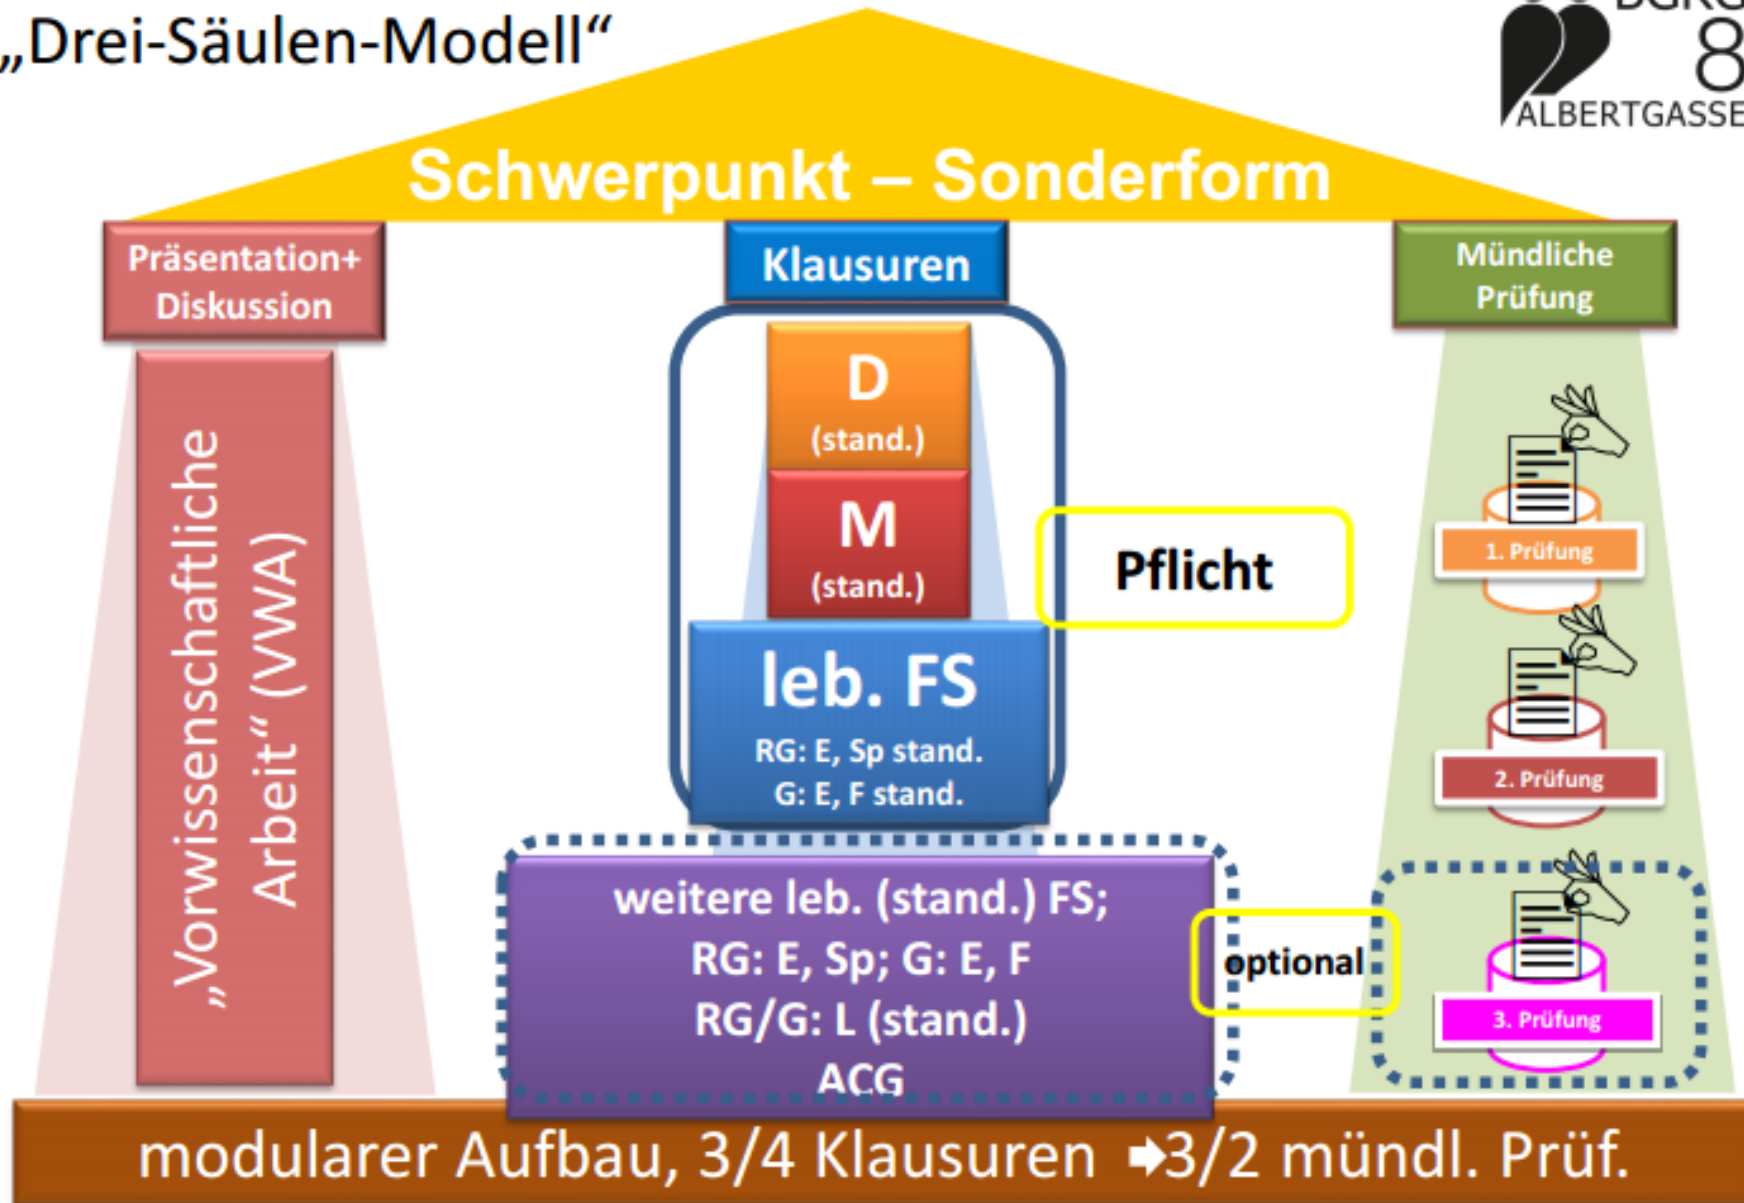 „Drei-Säulen-Modell“
BGRG
8
ALBERTGASSE
Schwerpunkt – Sonderform
Präsentation+
Diskussion
„Vorwissenschaftliche
Arbeit“ (VWA)
Klausuren
D
(stand.)
M
(stand.)
leb. FS
RG: E, Sp stand.
G: E, F stand.
Pflicht
weitere leb. (stand.) FS;
RG: E, Sp; G: E, F
RG/G: L (stand.)
ACG
optional
Mündliche
Prüfung
1. Prüfung
2. Prüfung
3. Prüfung
modularer Aufbau, 3/4 Klausuren ➡3/2 mündl. Prüf.